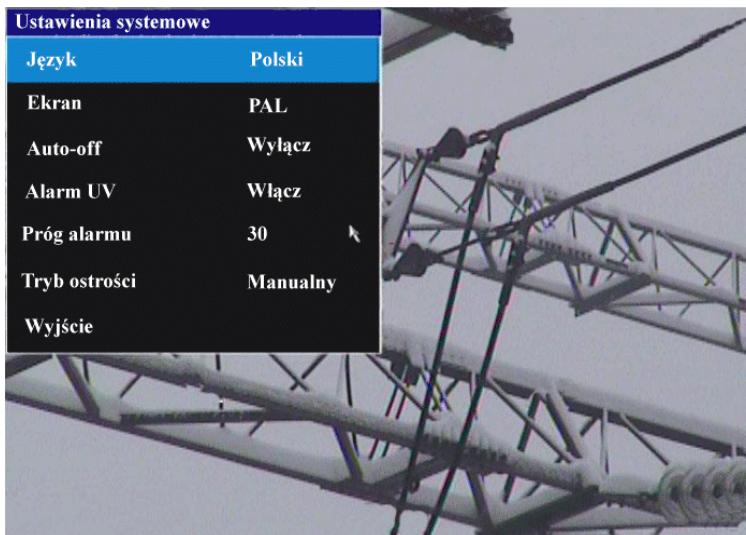 Ustawienia systemowe
Język Polski
Ekran PAL
Auto-off Wyłącz
Alarm UV Włącz
Próg alarmu 30
Tryb ostrości Manualny
Wyjście